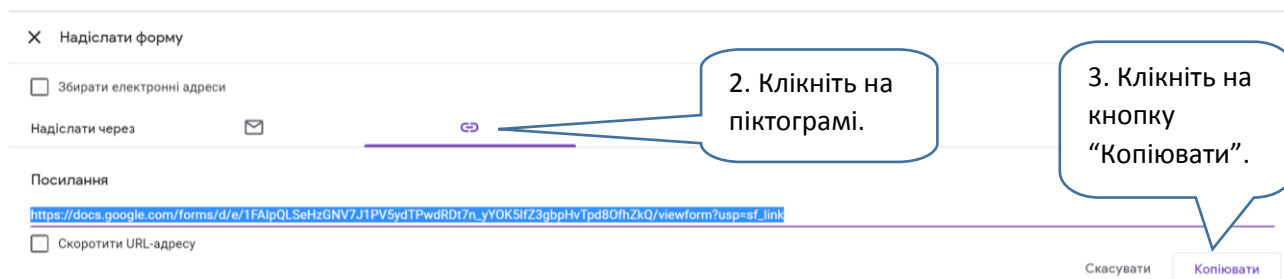 Надіслати форму
Збирати електронні адреси
Надіслати через
2. Клікніть на
піктограмі.
3. Клікніть на
кнопку
“Копіювати”.
Посилання
https://docs.google.com/forms/d/e/1FAIpQLSeHzGNV7J1PV5ydTPwdRDt7n_yYOK5lfZ3gbpHvTpd8OfhZkQ/viewform?usp=sf_link
Скоротити URL-адресу
Скасувати Копіювати